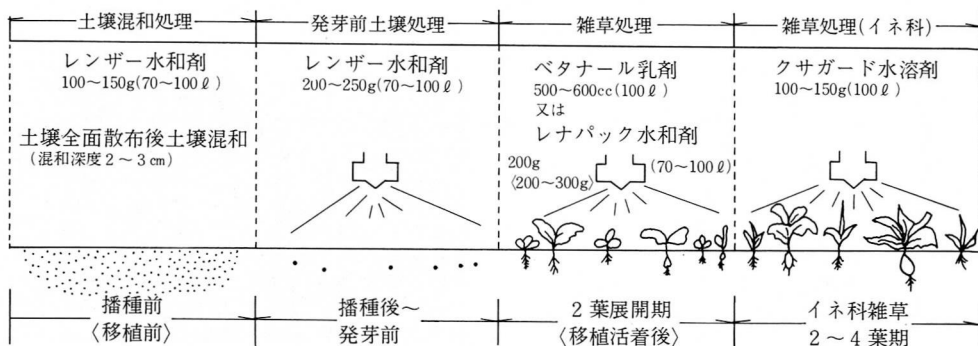 土壌混和処理
発芽前土壌処理
雑草処理
雑草処理(イネ科)
レンザー水和剤
100〜150g(70〜100ℓ)
土壌全面散布後土壌混和
(混和深度2〜3㎝)
レンザー水和剤
200〜250g(70〜100ℓ)
ベタナール乳剤
500〜600cc(100ℓ)
又は
レナパック水和剤
200g
〈200〜300g〉
(70〜100ℓ)
クサガード水溶剤
100〜150g(100ℓ)
播種前
〈移植前〉
播種後〜
発芽前
2葉展開期
〈移植活着後〉
イネ科雑草
2〜4葉期